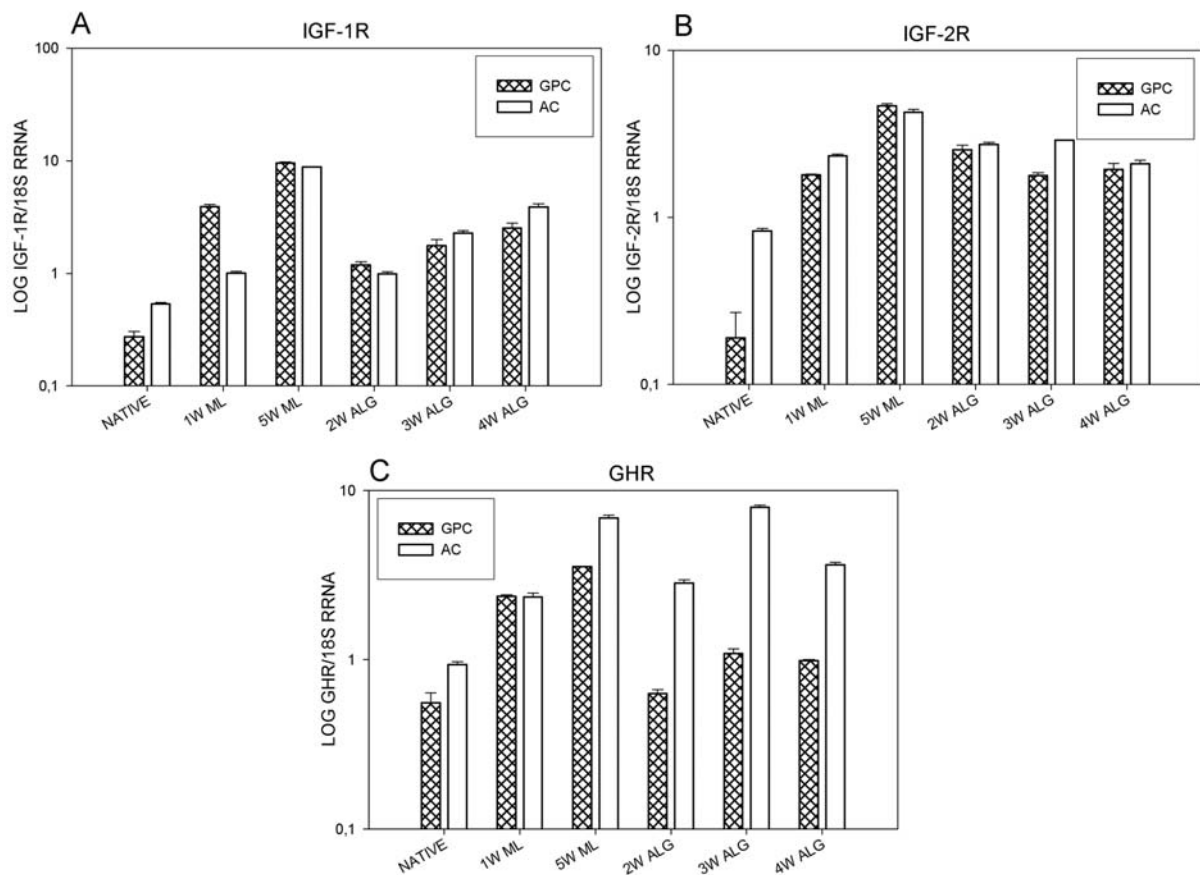 A
IGF-1R
LOG IGF-1R/18S RRNA
100
10
1
0,1
GPC
AC
NATIVE
1W ML
5W ML
2W ALG
3W ALG
4W ALG
B
IGF-2R
LOG IGF-2R/18S RRNA
10
1
0,1
GPC
AC
NATIVE
1W ML
5W ML
2W ALG
3W ALG
4W ALG
C
GHR
LOG GHR/18S RRNA
10
1
0,1
GPC
AC
NATIVE
1W ML
5W ML
2W ALG
3W ALG
4W ALG